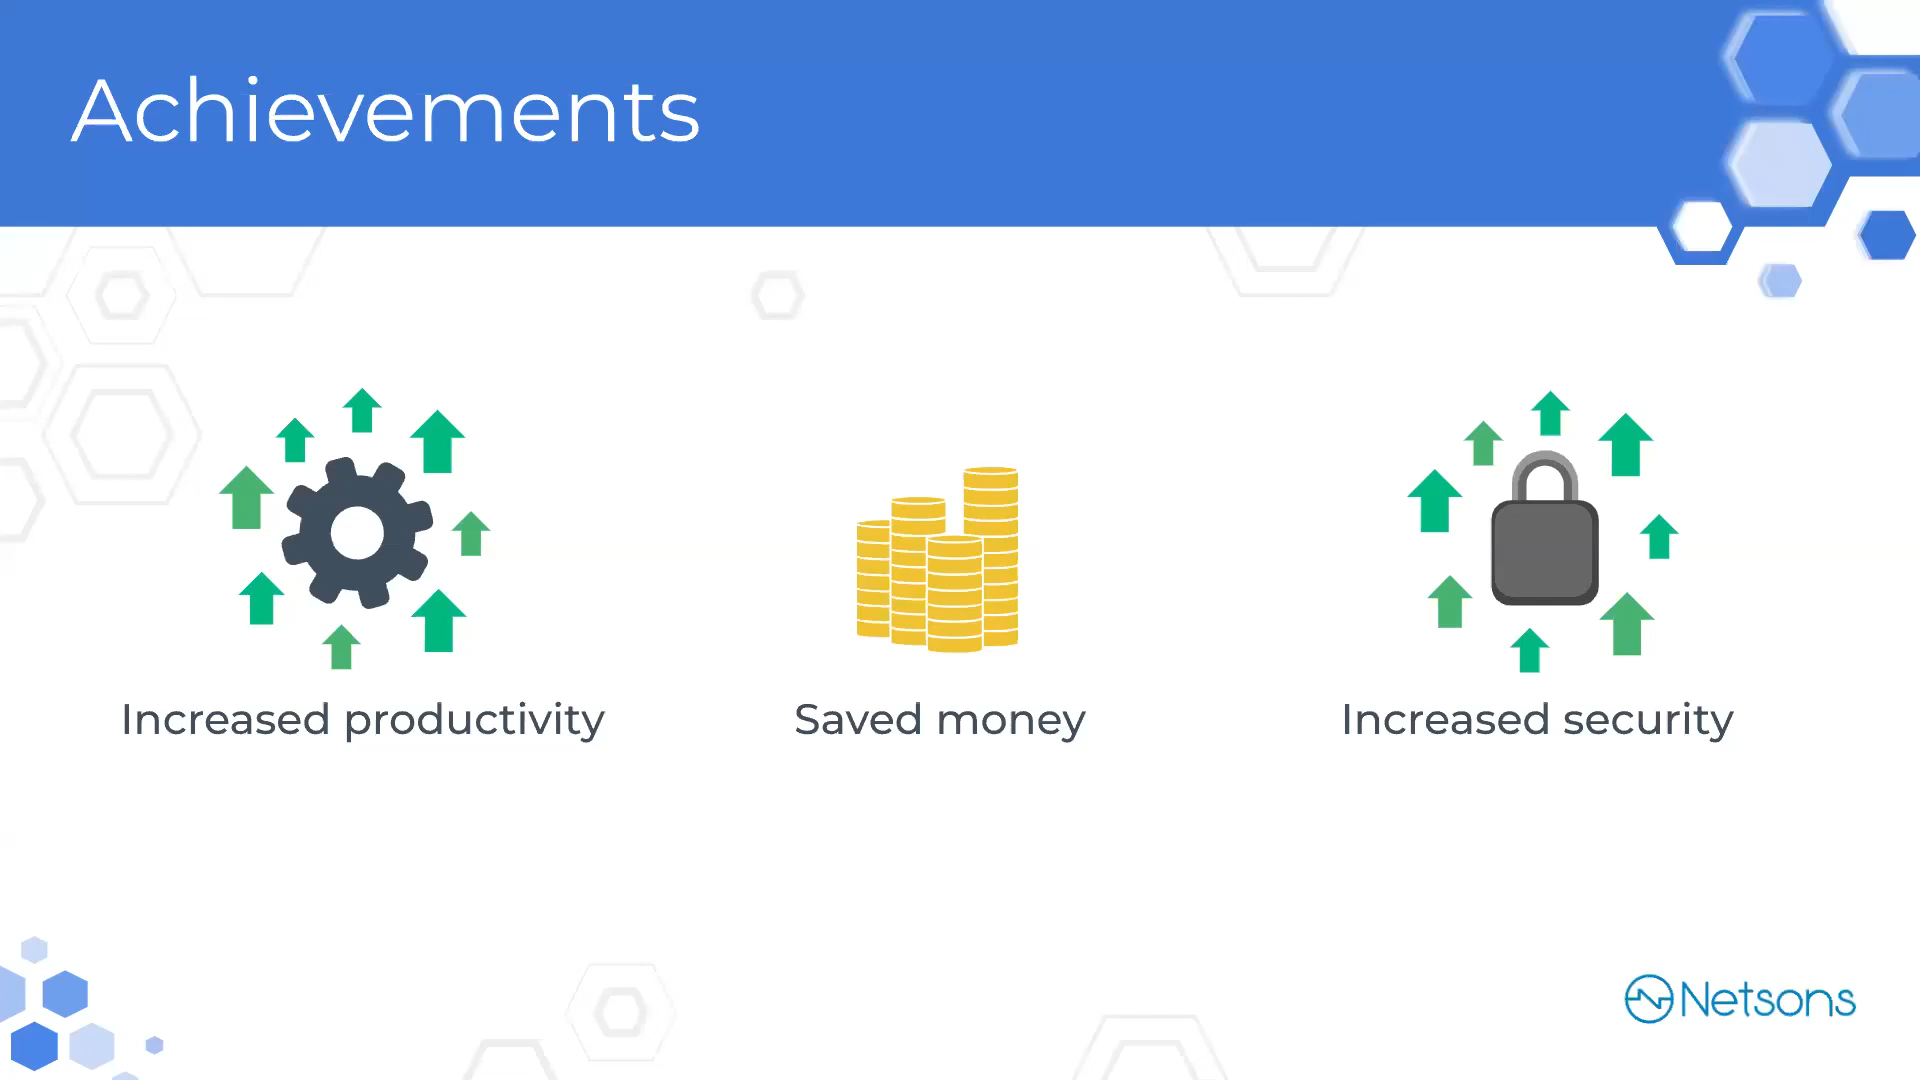 Achievements
Increased productivity
Saved money
Increased security
Netsons